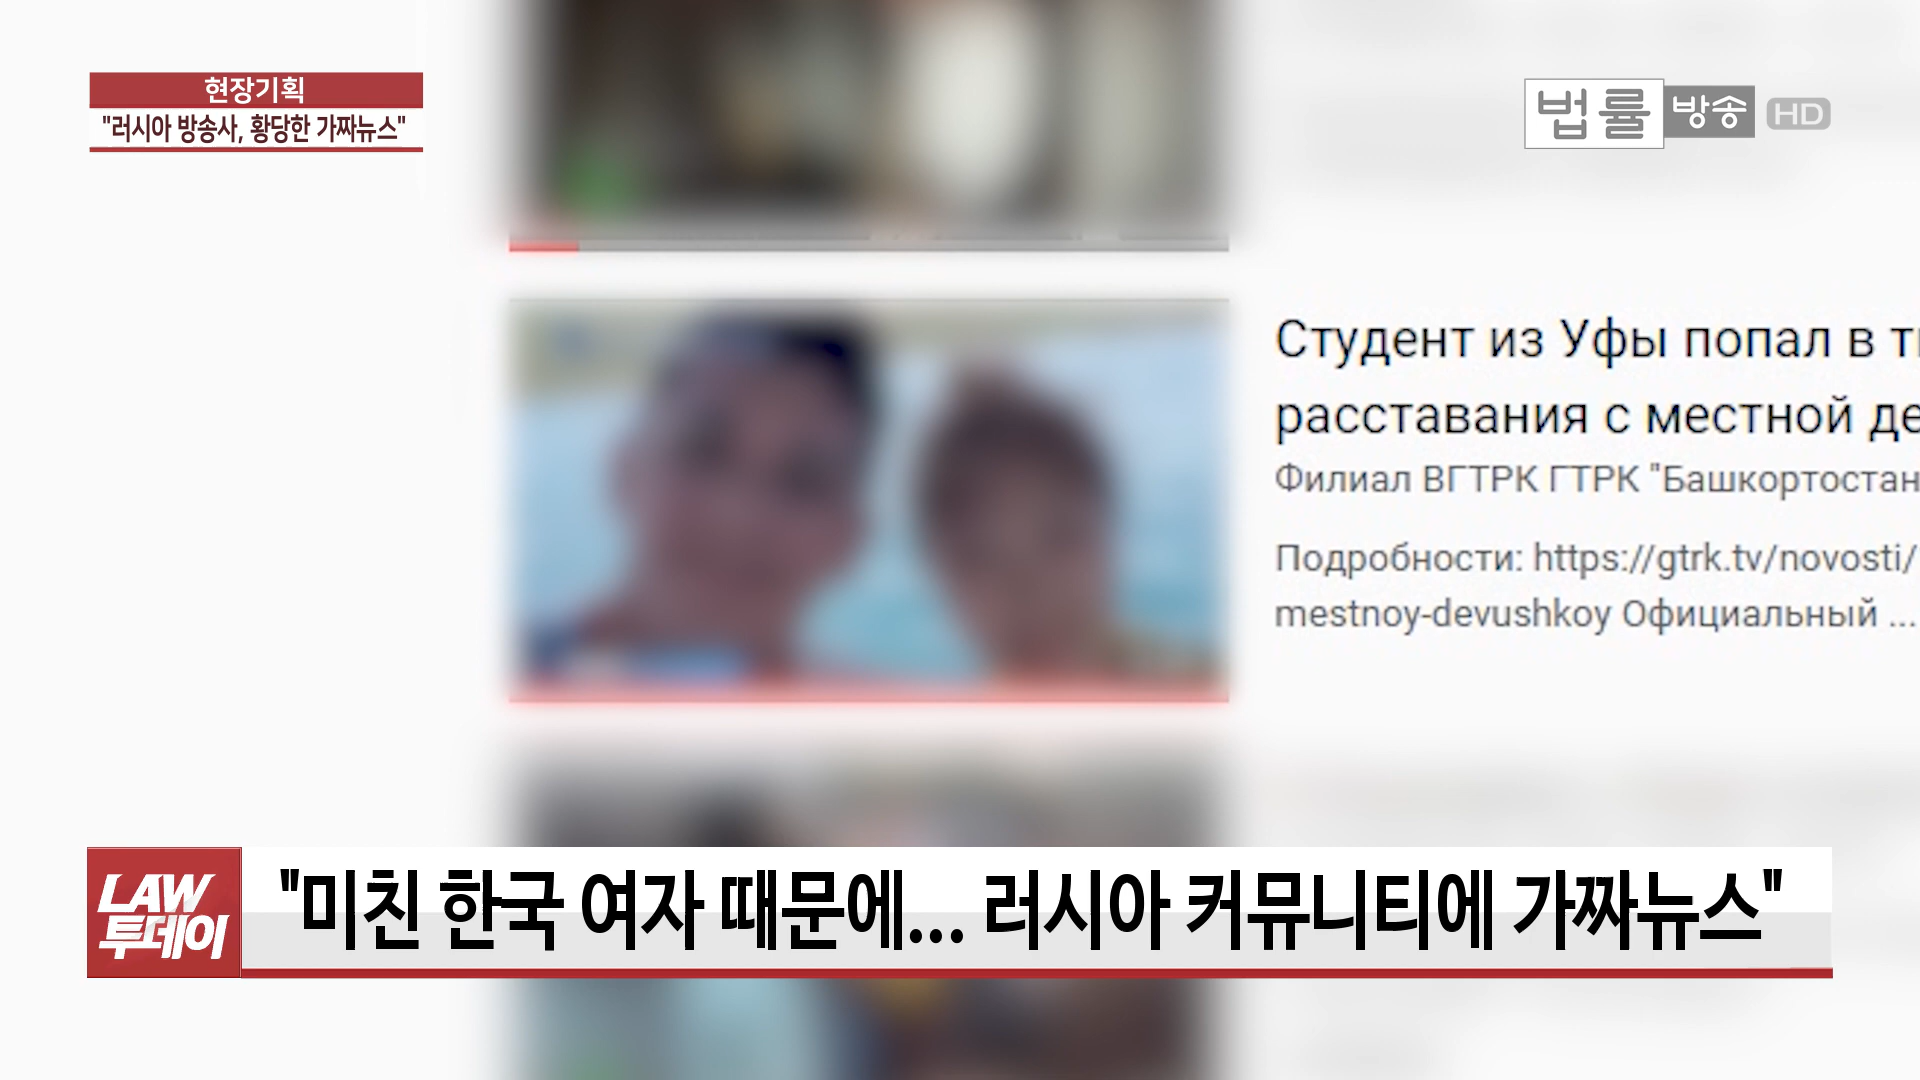 현장기획
"러시아 방송사, 황당한 가짜뉴스"
법률방송 HD
Студент из Уфы попал в
расставания с местной
Филиал ВГТРК ГТРК "Башкортостан
Подробности: https://gtrk.tv/novosti/
mestnoy-devushkoy Официальный ...
LAW
투데이
"미친 한국 여자 때문에... 러시아 커뮤니티에 가짜뉴스"